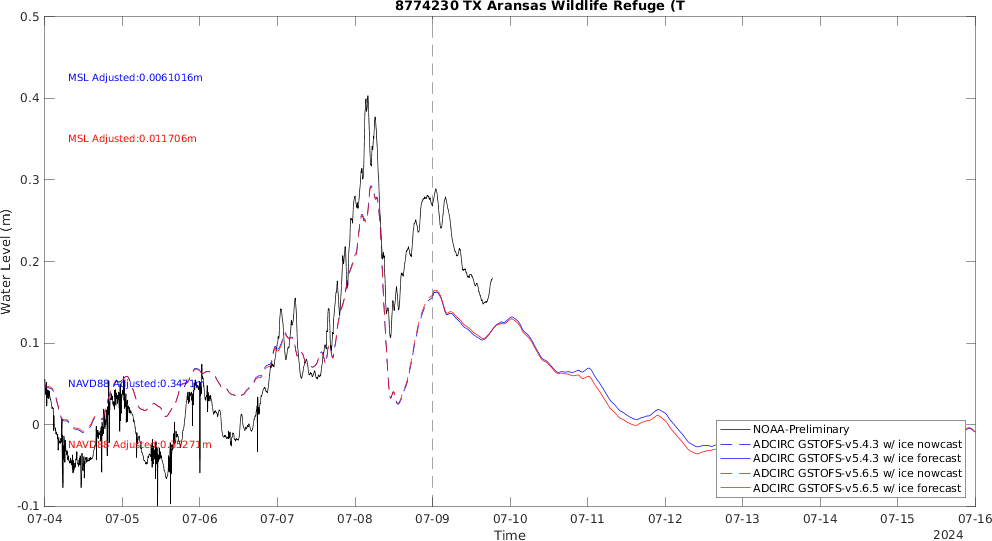 8774230 TX Aransas Wildlife Refuge (T
0.5
0.4
0.3
0.2
0.1
0
-0.1
Water Level (m)
MSL Adjusted:0.0061016m
MSL Adjusted:0.011706m
NAVD88 Adjusted:
NAVD88 Adjusted:
NOAA-Preliminary
ADCIRC GSTOFS-v5.4.3 w/ ice nowcast
ADCIRC GSTOFS-v5.4.3 w/ ice forecast
ADCIRC GSTOFS-v5.6.5 w/ ice nowcast
ADCIRC GSTOFS-v5.6.5 w/ ice forecast
07-04 07-05 07-06 07-07 07-08 07-09 07-10 07-11 07-12 07-13 07-14 07-15 07-16
Time
2024